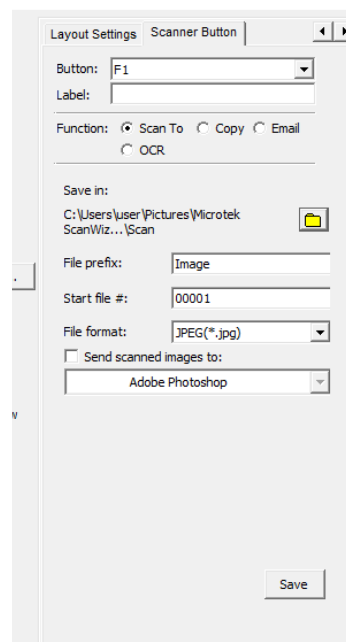 Layout Settings Scanner Button
Button: F1
Label:
Function: Scan To Copy Email
OCR
Save in:
C:\Users\user\Pictures\Microtek
ScanWiz...\Scan
File prefix: Image
Start file #: 00001
File format: JPEG(*.jpg)
Send scanned images to:
Adobe Photoshop
w
Save